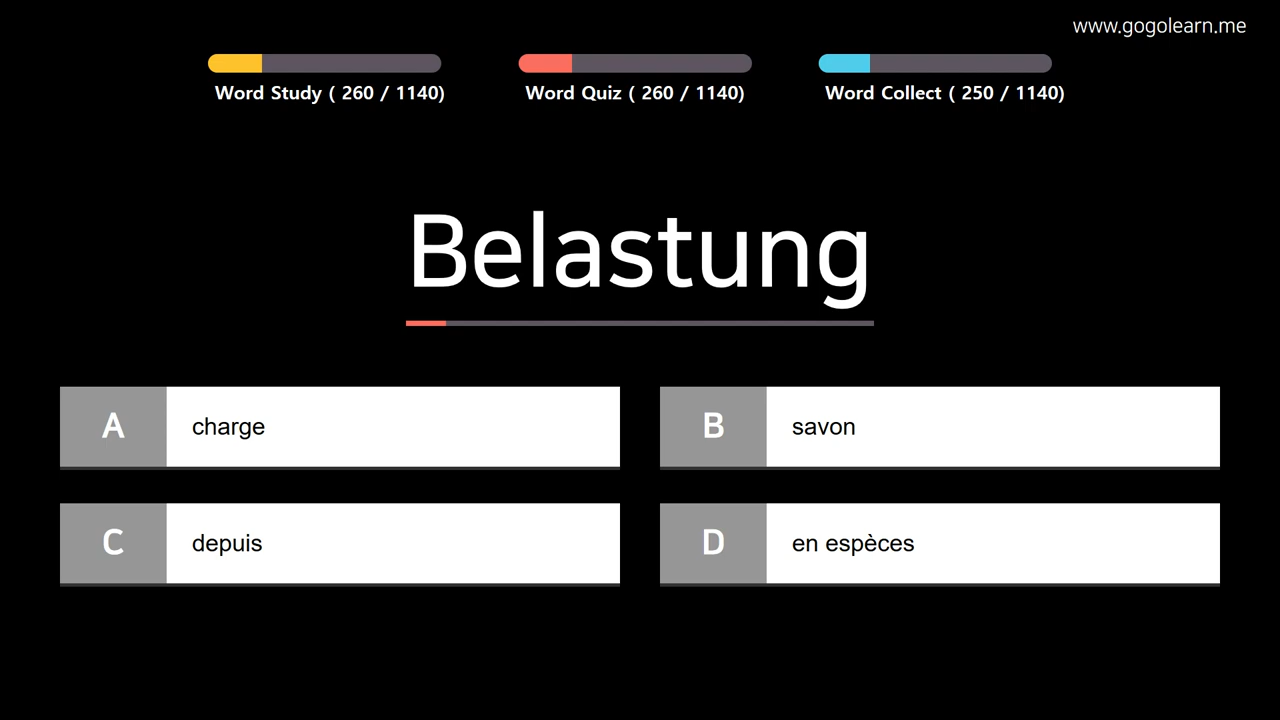 www.gogolearn.me
Word Study ( 260 / 1140)
Word Quiz ( 260 / 1140)
Word Collect ( 250 / 1140)
Belastung
A charge
B savon
C depuis
D en espèces